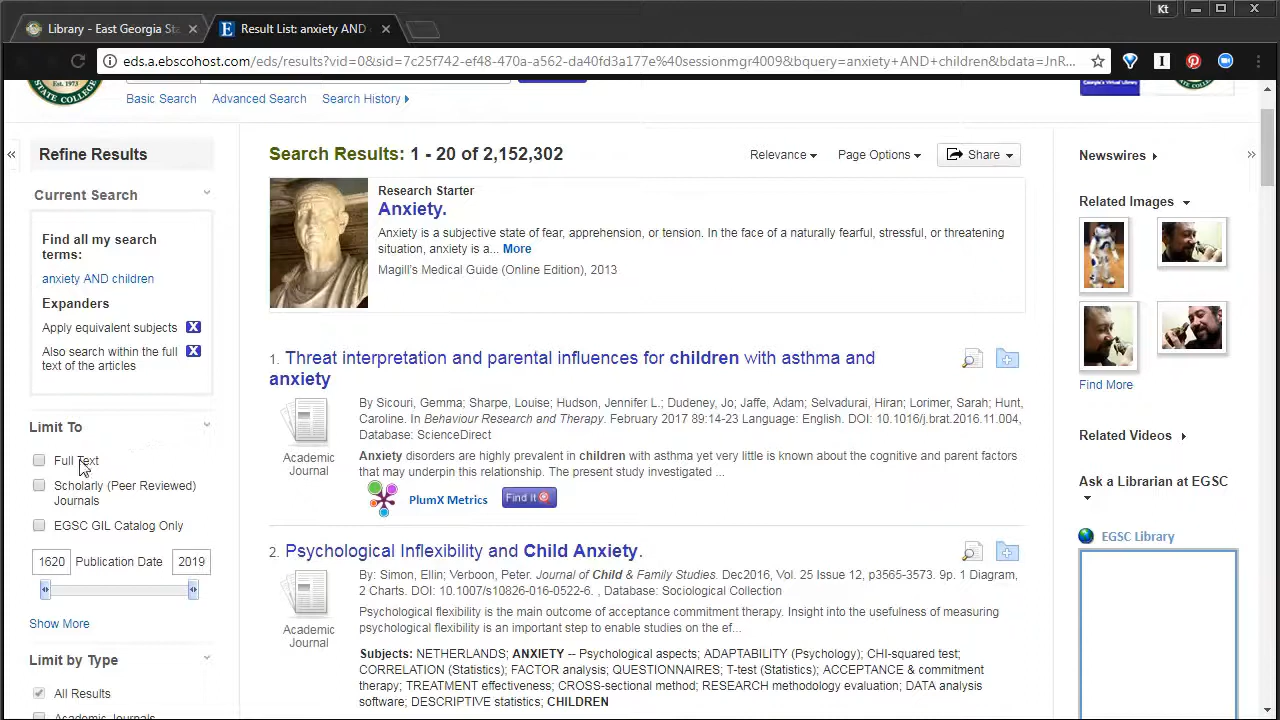 Kt
Library - East Georgia Sta
Result List: anxiety AND
eds.a.ebscohost.com/eds/results?vid=0&sid=7c25f742-ef48-470a-a562-da40fd3a177e%40sessionmgr4009&bquery=anxiety+AND+children&bdata=JnR...
Est. 1973
STATE COLLEGE
Basic Search
Advanced Search
Search History
Refine Results
Current Search
Find all my search
terms:
anxiety AND children
Expanders
Apply equivalent subjects
Also search within the full
text of the articles
Limit To
Full Text
Scholarly (Peer Reviewed)
Journals
EGSC GIL Catalog Only
1620 Publication Date 2019
Show More
Limit by Type
All Results
Academic Journals
Search Results: 1 - 20 of 2,152,302
Relevance
Page Options
Share
Research Starter
Anxiety.
Anxiety is a subjective state of fear, apprehension, or tension. In the face of a naturally fearful, stressful, or threatening
situation, anxiety is a... More
Magill's Medical Guide (Online Edition), 2013
1. Threat interpretation and parental influences for children with asthma and
anxiety
By Sicouri, Gemma; Sharpe, Louise; Hudson, Jennifer L.; Dudeney, Jo; Jaffe, Adam; Selvadurai, Hiran; Lorimer, Sarah; Hunt,
Caroline. In Behaviour Research and Therapy. February 2017 89:14-23 Language: English. DOI: 10.1016/j.brat.2016.11.004,
Database: ScienceDirect
Academic
Journal
Anxiety disorders are highly prevalent in children with asthma yet very little is known about the cognitive and parent factors
that may underpin this relationship. The present study investigated ...
PlumX Metrics
Find It
2. Psychological Inflexibility and Child Anxiety.
By: Simon, Ellin; Verboon, Peter. Journal of Child & Family Studies. Dec2016, Vol. 25 Issue 12, p3565-3573. 9p. 1 Diagram,
2 Charts. DOI: 10.1007/s10826-016-0522-6. , Database: Sociological Collection
Academic
Journal
Psychological flexibility is the main outcome of acceptance commitment therapy. Insight into the usefulness of measuring
psychological flexibility is an important step to enable studies on the ef...
Subjects: NETHERLANDS; ANXIETY -- Psychological aspects; ADAPTABILITY (Psychology); CHI-squared test;
CORRELATION (Statistics); FACTOR analysis; QUESTIONNAIRES; T-test (Statistics); ACCEPTANCE & commitment
therapy; TREATMENT effectiveness; CROSS-sectional method; RESEARCH methodology evaluation; DATA analysis
software; DESCRIPTIVE statistics; CHILDREN
Newswires
Related Images
Find More
Related Videos
Ask a Librarian at EGSC
EGSC Library